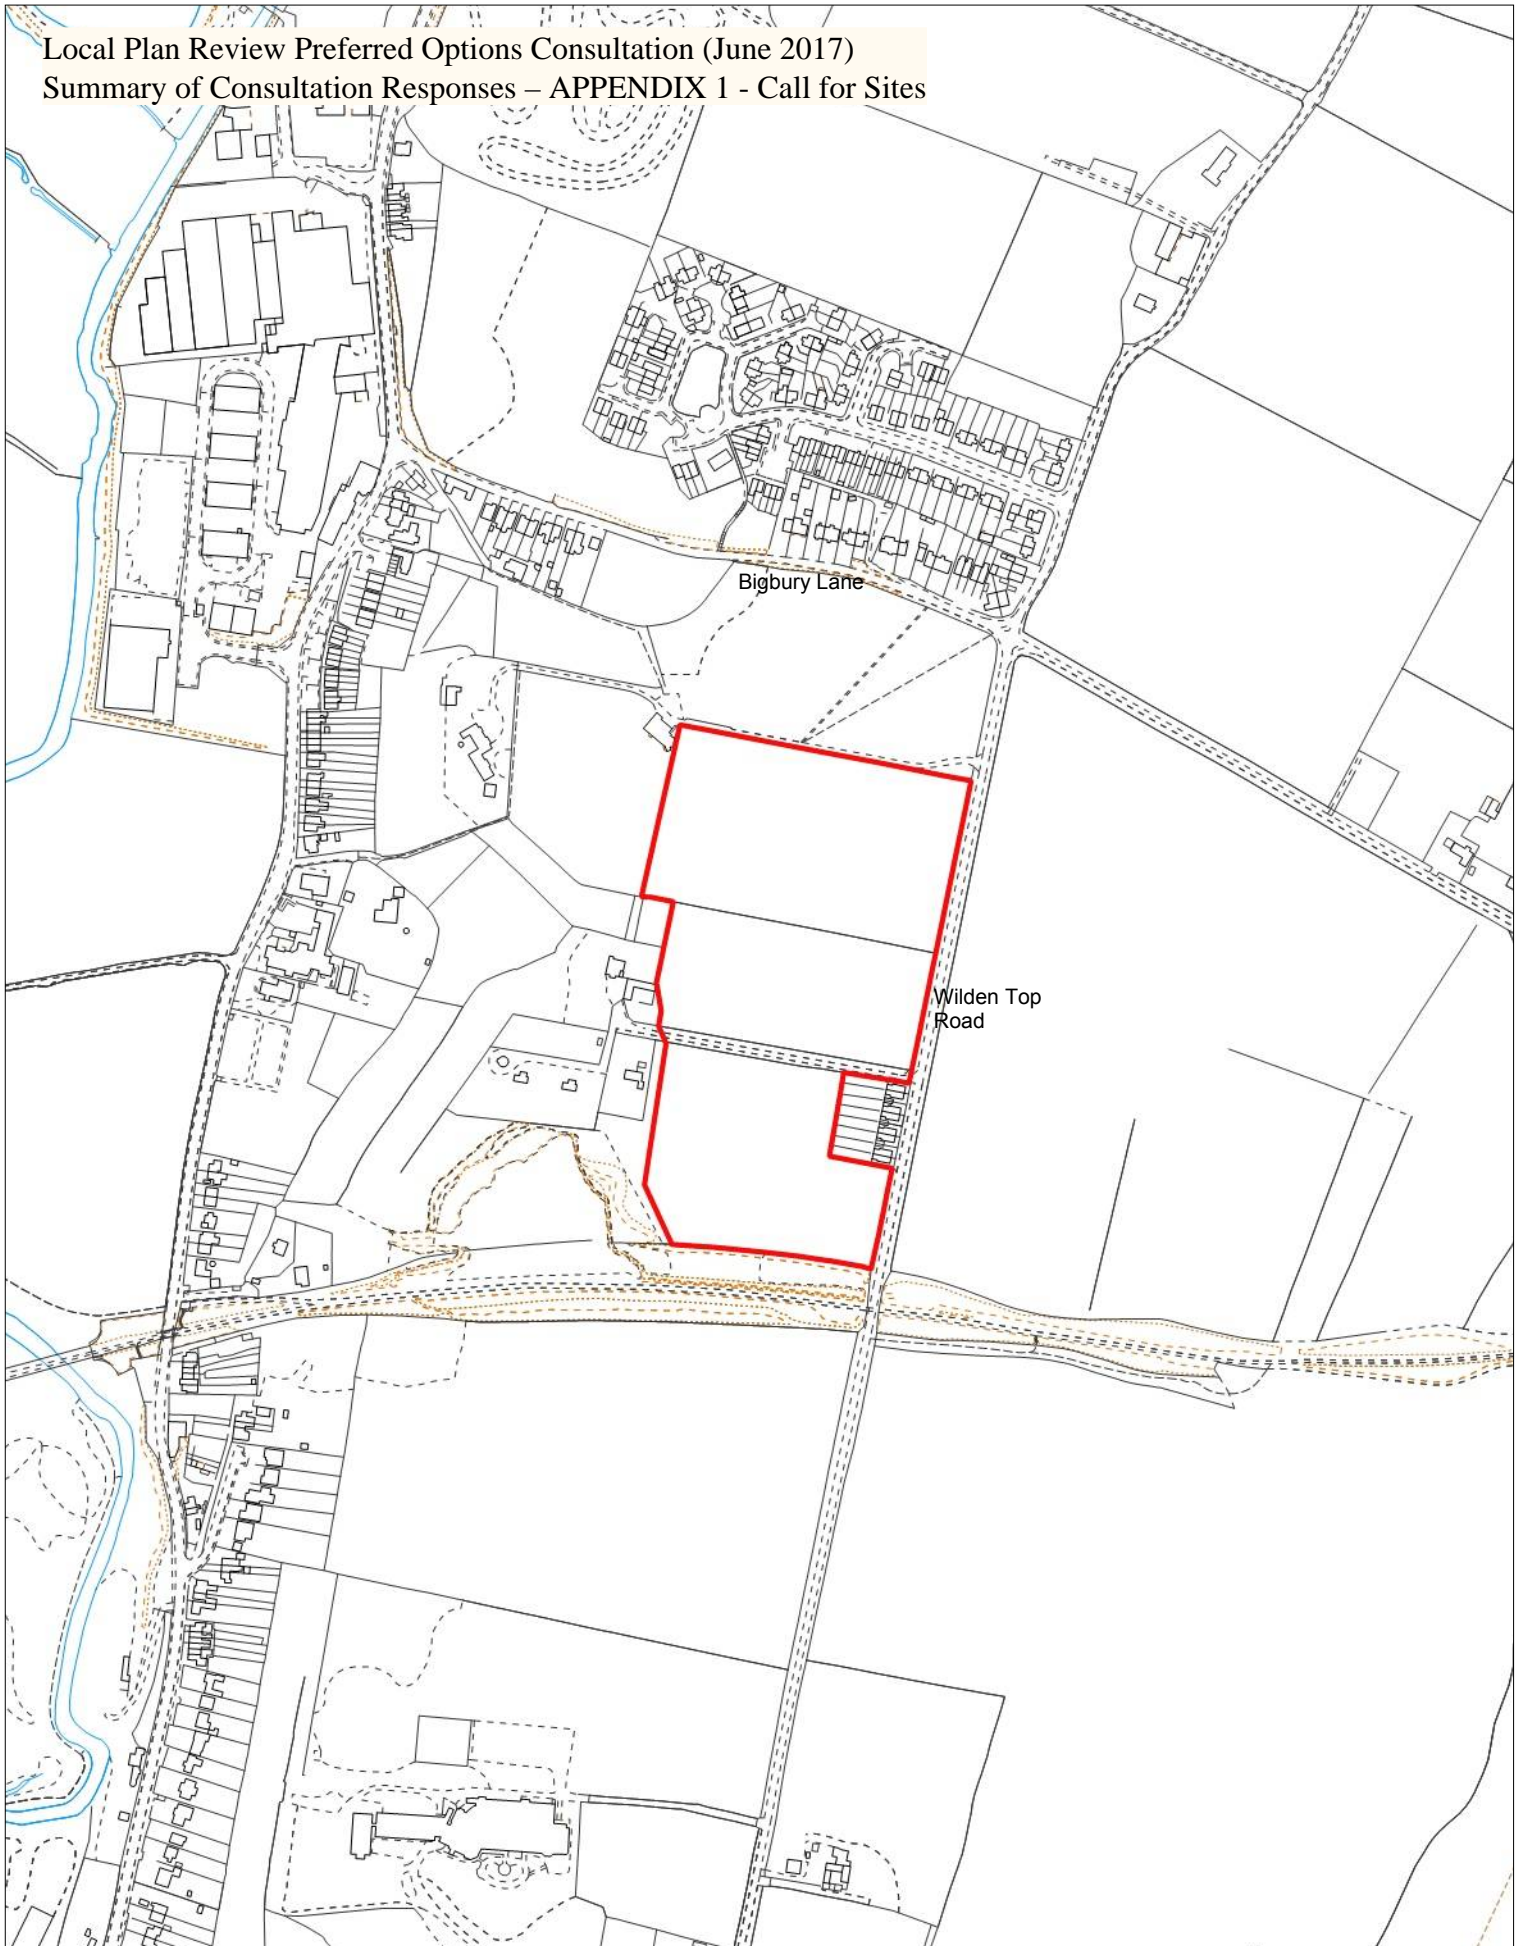 Local Plan Review Preferred Options Consultation (June 2017)
Summary of Consultation Responses – APPENDIX 1 - Call for Sites
Bigbury Lane
Wilden Top
Road